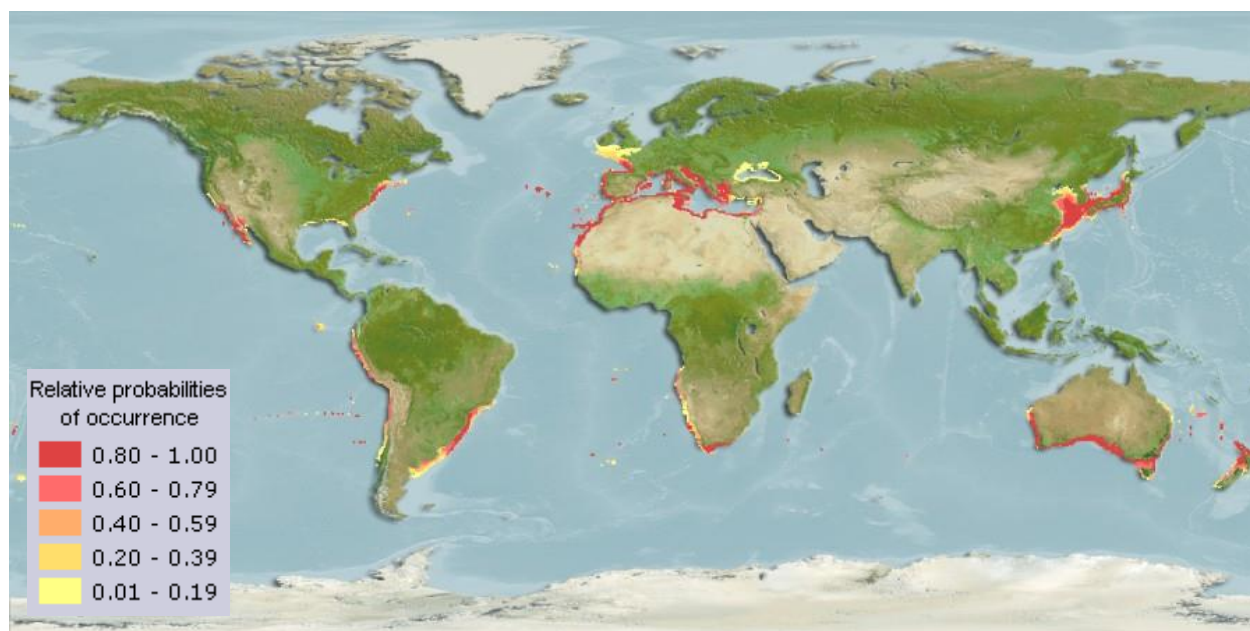 Relative probabilities
of occurrence
0.80 - 1.00
0.60 - 0.79
0.40 - 0.59
0.20 - 0.39
0.01 - 0.19